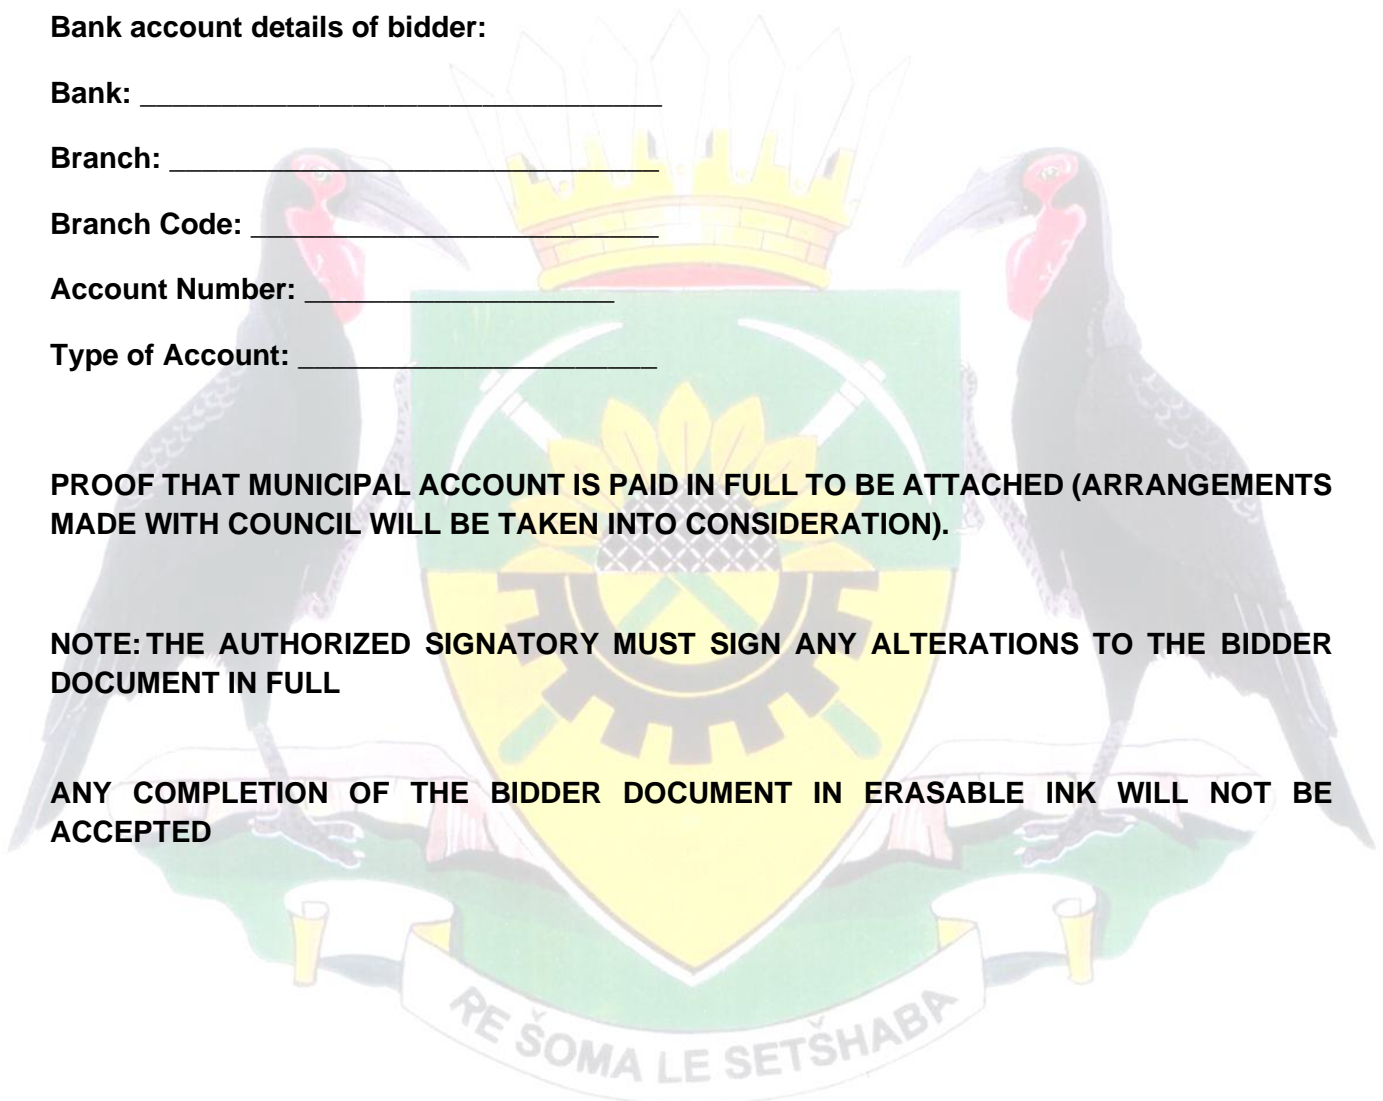 Bank account details of bidder:
Bank: ________________________________
Branch: ______________________________
Branch Code: _________________________
Account Number: ___________________
Type of Account: ______________________
PROOF THAT MUNICIPAL ACCOUNT IS PAID IN FULL TO BE ATTACHED (ARRANGEMENTS
MADE WITH COUNCIL WILL BE TAKEN INTO CONSIDERATION).
NOTE: THE AUTHORIZED SIGNATORY MUST SIGN ANY ALTERATIONS TO THE BIDDER
DOCUMENT IN FULL
ANY COMPLETION OF THE BIDDER DOCUMENT IN ERASABLE INK WILL NOT BE
ACCEPTED
RE ŠOMA LE SETŠHABA